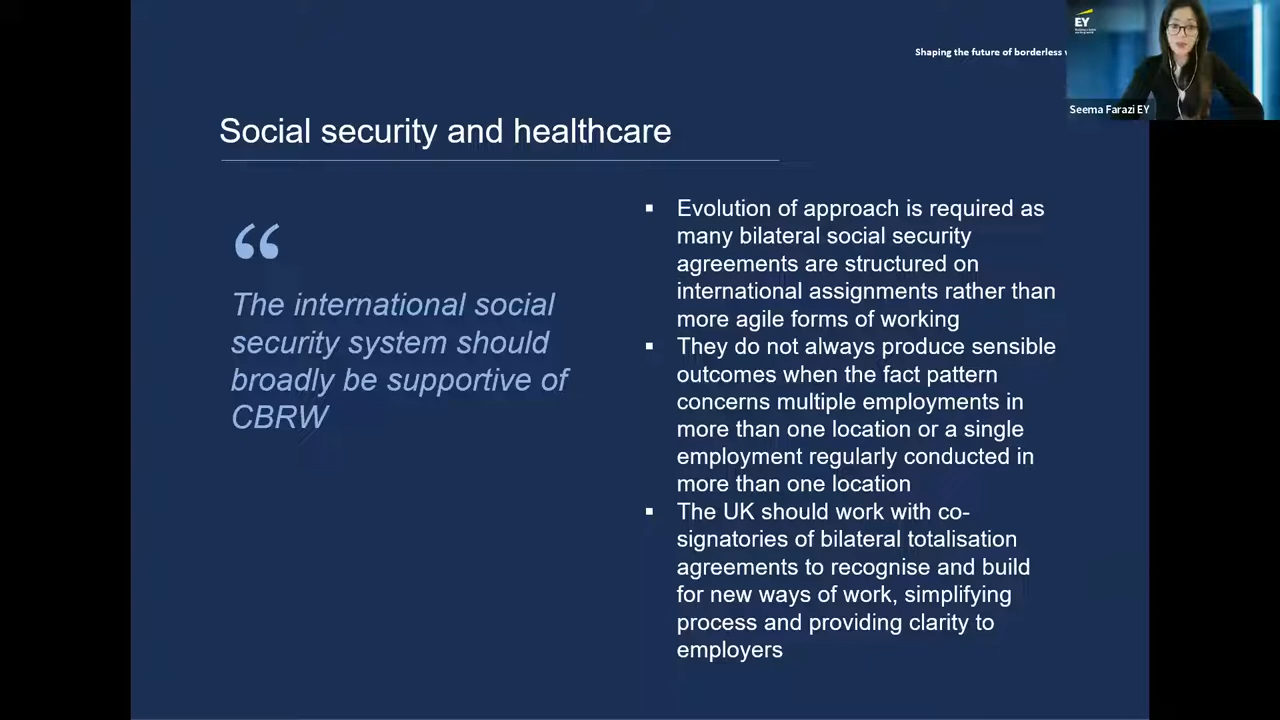 Shaping the future of borderless
EY
Seema Farazi EY
Social security and healthcare
“
The international social
security system should
broadly be supportive of
CBRW
▪ Evolution of approach is required as
many bilateral social security
agreements are structured on
international assignments rather than
more agile forms of working
▪ They do not always produce sensible
outcomes when the fact pattern
concerns multiple employments in
more than one location or a single
employment regularly conducted in
more than one location
▪ The UK should work with co-
signatories of bilateral totalisation
agreements to recognise and build
for new ways of work, simplifying
process and providing clarity to
employers